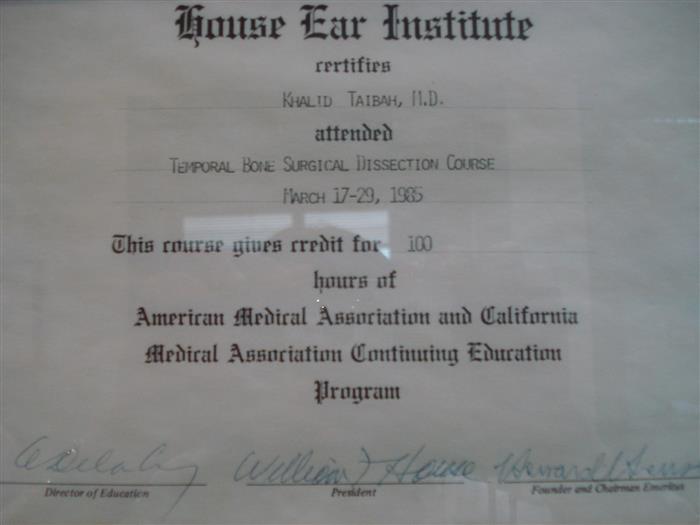 House Ear Institute
certifies
KHALID TAIBAH, M.D.
attended
TEMPORAL BONE SURGICAL DISSECTION COURSE
MARCH 17-29, 1985
This course gives credit for 100
hours of
American Medical Association and California
Medical Association Continuing Education
Program
William F House
Director of Education President Founder and Chairman Emeritus